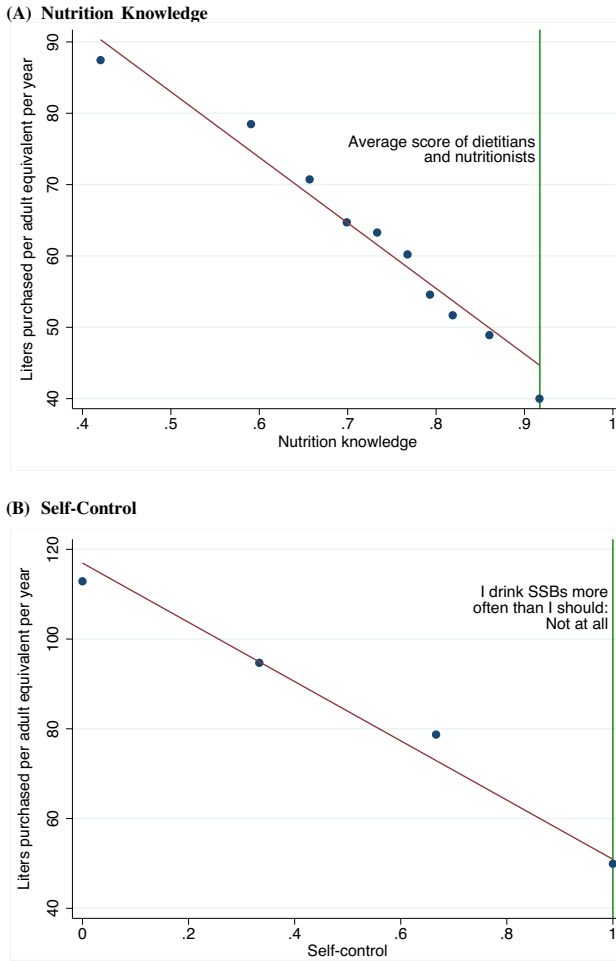 (A) Nutrition Knowledge
Liters purchased per adult equivalent per year
90
80
70
60
50
40
Average score of dietitians
and nutritionists
.4 .5 .6 .7 .8 .9 1
Nutrition knowledge
(B) Self-Control
Liters purchased per adult equivalent per year
120
100
80
60
40
I drink SSBs more
often than I should:
Not at all
0 .2 .4 .6 .8 1
Self-control